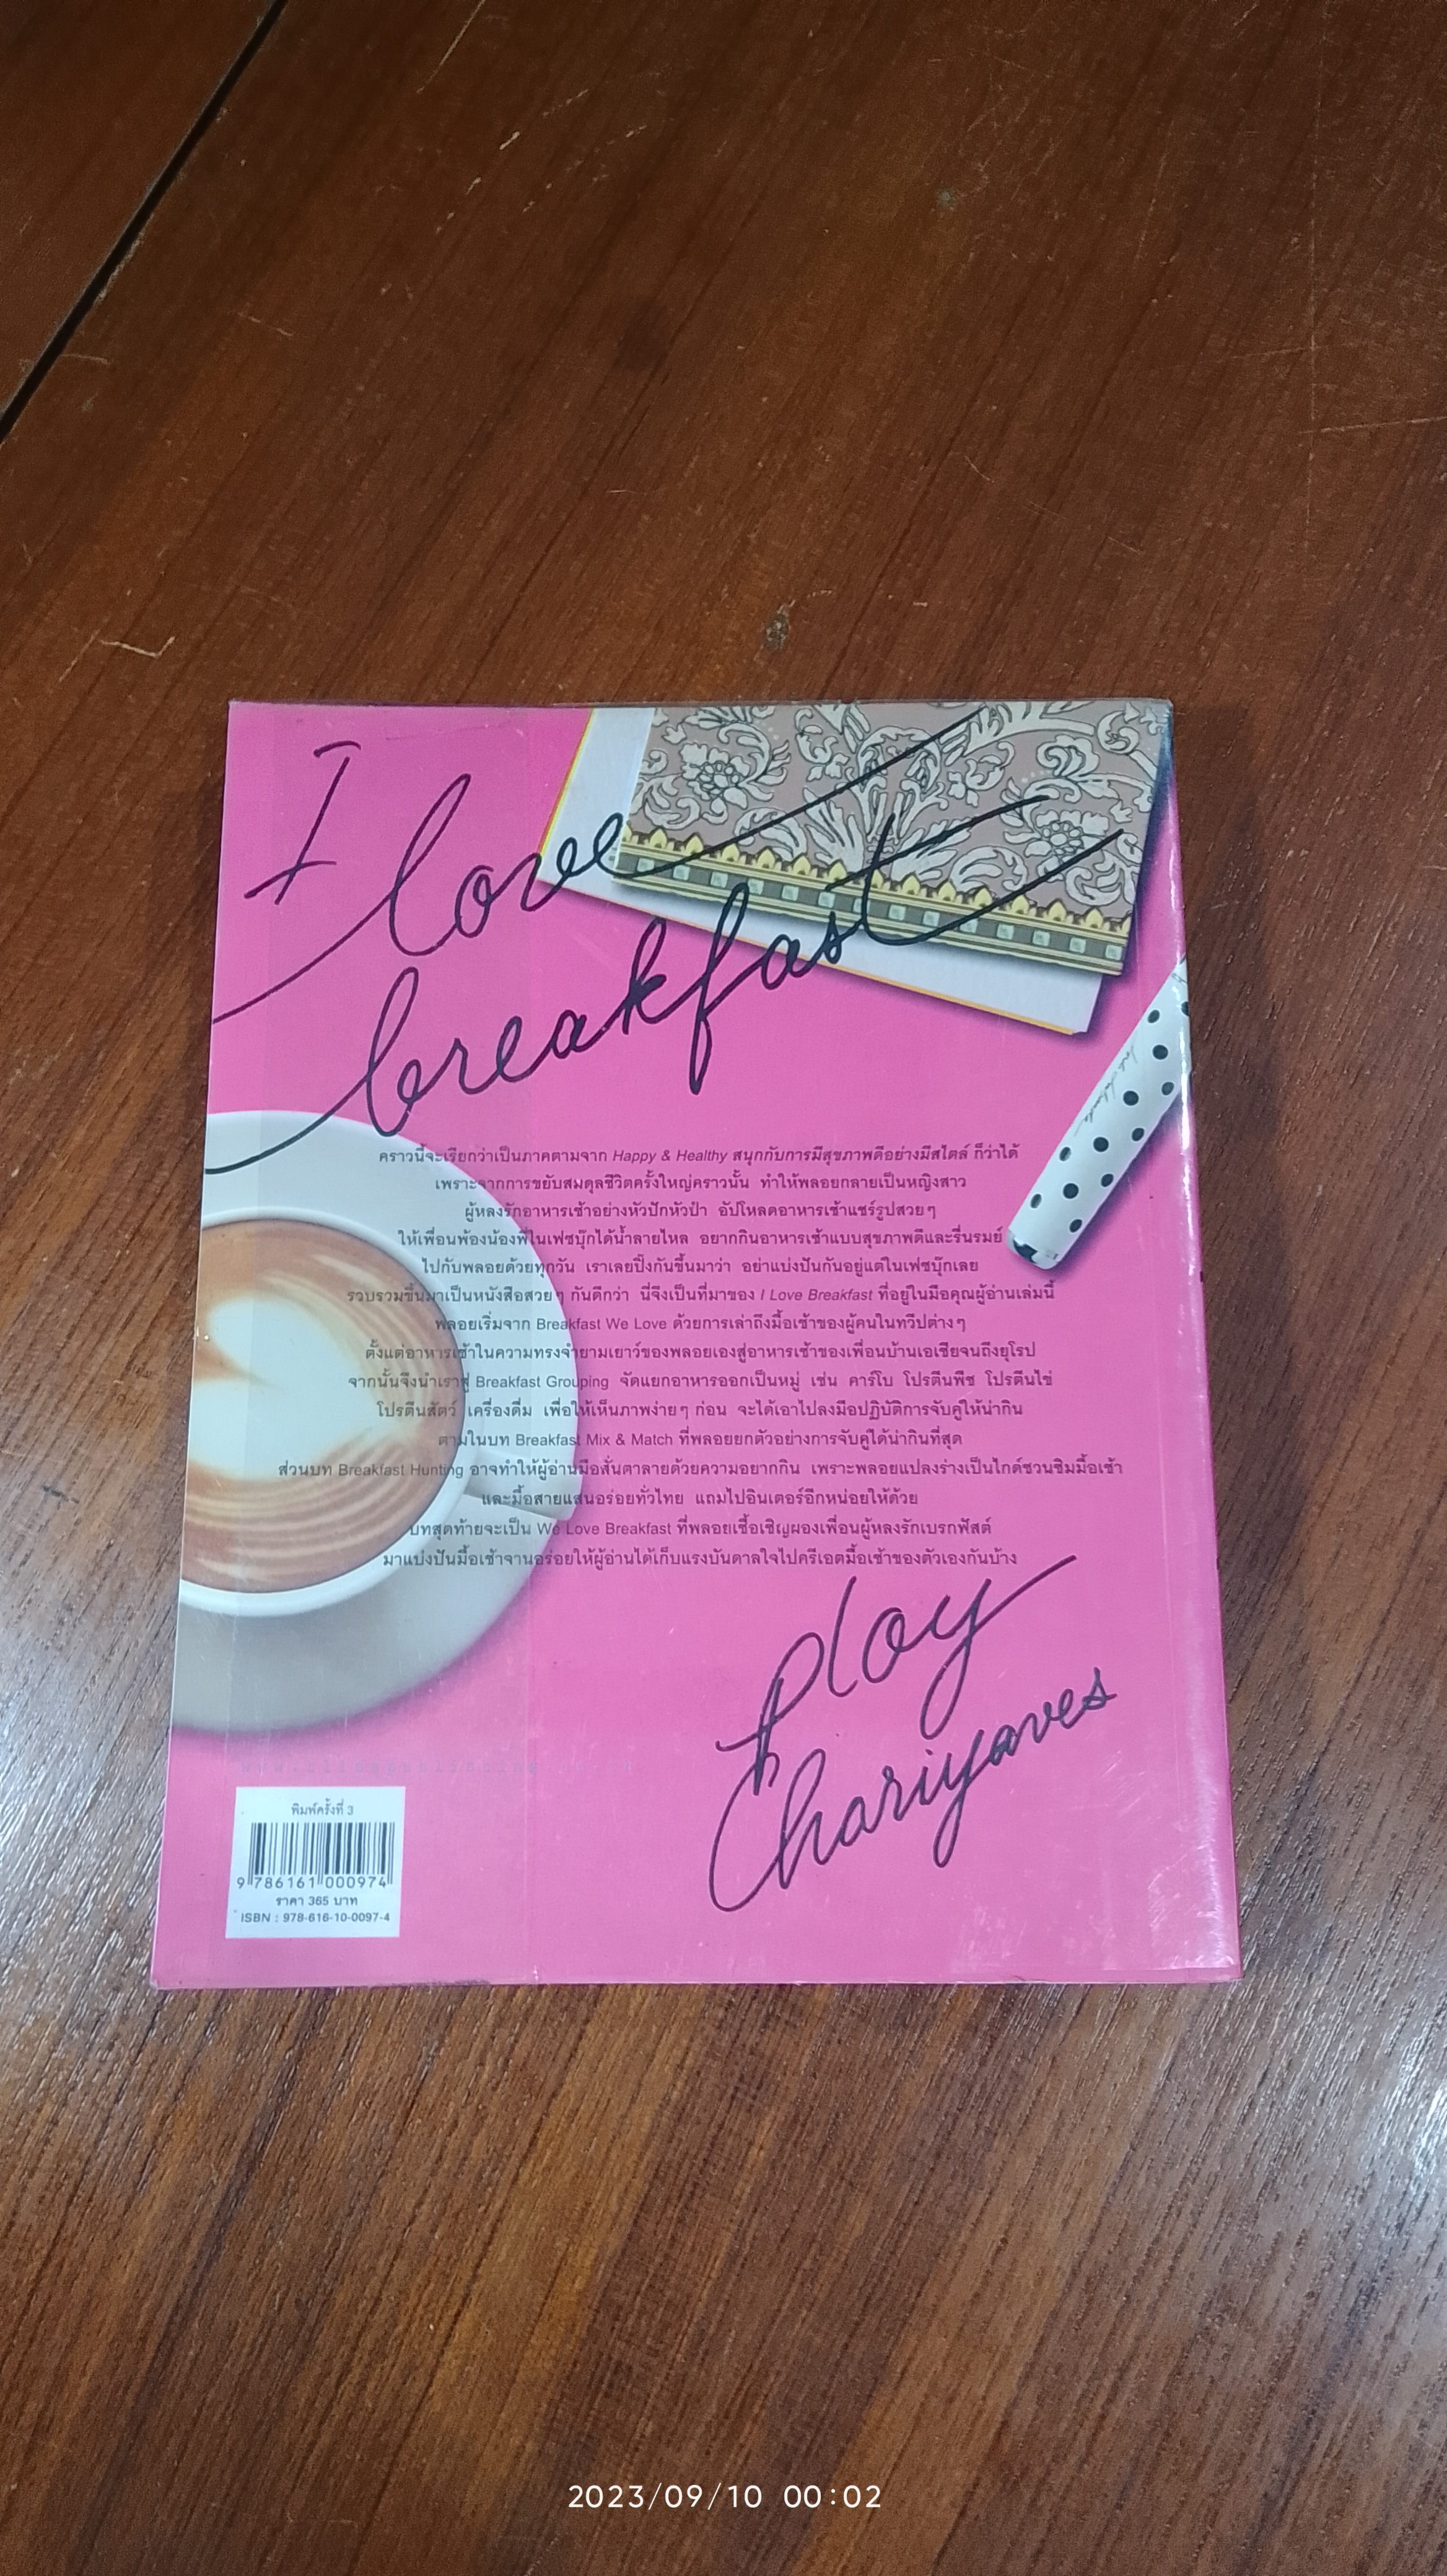 I love
breakfast
คราวนี้จะเรียกว่าเป็นภาคตามจาก Happy & Healthy สนุกกับการมีสุขภาพดีอย่างมีสไตล์ ก็ว่าได้
เพราะจากการขยับสมดุลชีวิตครั้งใหญ่คราวนั้น ทำให้พลอยกลายเป็นหญิงสาว
ผู้หลงรักอาหารเช้าอย่างหัวปักหัวปำ อัปโหลดอาหารเช้าแชร์รูปสวยๆ
ให้เพื่อนพ้องน้องพี่ในเฟซบุ๊กได้น้ำลายไหล อยากกินอาหารเช้าแบบสุขภาพดีและรื่นรมย์
ไปกับพลอยด้วยทุกวัน เราเลยปิ๊งกันขึ้นมาว่า อย่าแบ่งปันกันอยู่แต่ในเฟซบุ๊กเลย
รวบรวมขึ้นมาเป็นหนังสือสวยๆ กันดีกว่า นี่จึงเป็นที่มาของ I Love Breakfast ที่อยู่ในมือคุณผู้อ่านเล่มนี้
พลอยเริ่มจาก Breakfast We Love ด้วยการเล่าถึงมื้อเช้าของผู้คนในทวีปต่างๆ
ตั้งแต่อาหารเช้าในความทรงจำยามเยาว์ของพลอยเองสู่อาหารเช้าของเพื่อนบ้านเอเชียจนถึงยุโรป
จากนั้นจึงนำเราสู่ Breakfast Grouping จัดแยกอาหารออกเป็นหมู่ เช่น คาร์โบ โปรตีนพืช โปรตีนไข่
โปรตีนสัตว์ เครื่องดื่ม เพื่อให้เห็นภาพง่ายๆ ก่อน จะได้เอาไปลงมือปฏิบัติการจับคู่ให้น่ากิน
ตามในบท Breakfast Mix & Match ที่พลอยยกตัวอย่างการจับคู่ได้น่ากินที่สุด
ส่วนบท Breakfast Hunting อาจทำให้ผู้อ่านมือสั่นตาลายด้วยความอยากกิน เพราะพลอยแปลงร่างเป็นไกด์ชวนชิมมื้อเช้า
และมื้อสายแสนอร่อยทั่วไทย แถมไปอินเตอร์อีกหน่อยให้ด้วย
บทสุดท้ายจะเป็น We Love Breakfast ที่พลอยเชื้อเชิญผองเพื่อนผู้หลงรักเบรกฟัสต์
มาแบ่งปันมื้อเช้าจานอร่อยให้ผู้อ่านได้เก็บแรงบันดาลใจไปครีเอตมื้อเช้าของตัวเองกันบ้าง
Ploy
Chariyaves
พิมพ์ครั้งที่ 3
9 786161 000974
ราคา 365 บาท
ISBN : 978-616-10-0097-4
2023/09/10 00:02